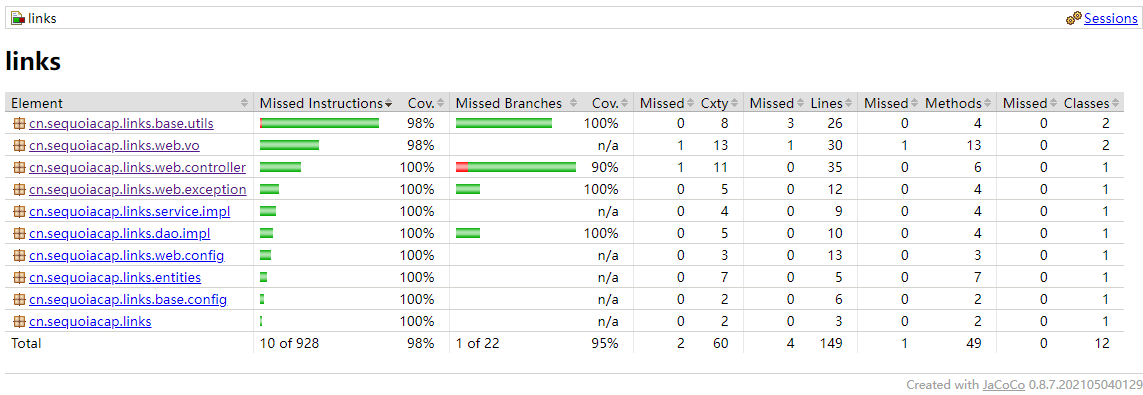 links Sessions
links
Element Missed Instructions Cov. Missed Branches Cov. Missed Cxty Missed Lines Missed Methods Missed Classes
cn.sequoiacap.links.base.utils 98% 100% 0 8 3 26 0 4 0 2
cn.sequoiacap.links.web.vo 98% n/a 1 13 1 30 1 13 0 2
cn.sequoiacap.links.web.controller 100% 90% 1 11 0 35 0 6 0 1
cn.sequoiacap.links.web.exception 100% 100% 0 5 0 12 0 4 0 1
cn.sequoiacap.links.service.impl 100% n/a 0 4 0 9 0 4 0 1
cn.sequoiacap.links.dao.impl 100% 100% 0 5 0 10 0 4 0 1
cn.sequoiacap.links.web.config 100% n/a 0 3 0 13 0 3 0 1
cn.sequoiacap.links.entities 100% n/a 0 7 0 5 0 7 0 1
cn.sequoiacap.links.base.config 100% n/a 0 2 0 6 0 2 0 1
cn.sequoiacap.links 100% n/a 0 2 0 3 0 2 0 1
Total 10 of 928 98% 1 of 22 95% 2 60 4 149 1 49 0 12
Created with JaCoCo 0.8.7.202105040129